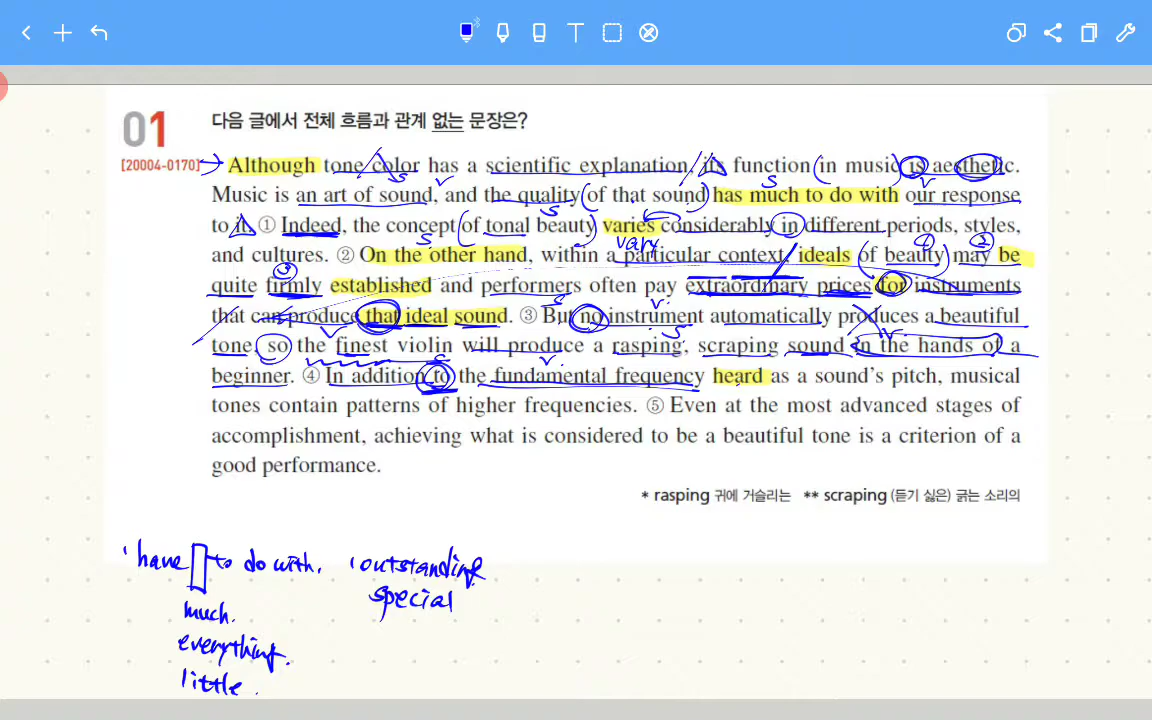 01 다음 글에서 전체 흐름과 관계 없는 문장은?
[20004-0170] → Although tone color has a scientific explanation, its function (in music) is aesthetic.
Music is an art of sound, and the quality (of that sound) has much to do with our response
to it. ① Indeed, the concept (of tonal beauty) varies considerably in different periods, styles,
and cultures. ② On the other hand, within a particular context, ideals (of beauty) may be
quite firmly established and performers often pay extraordinary prices for instruments
that can produce that ideal sound. ③ But no instrument automatically produces a beautiful
tone, so the finest violin will produce a rasping, scraping sound in the hands of a
beginner. ④ In addition to the fundamental frequency heard as a sound's pitch, musical
tones contain patterns of higher frequencies. ⑤ Even at the most advanced stages of
accomplishment, achieving what is considered to be a beautiful tone is a criterion of a
good performance.
* rasping 귀에 거슬리는 ** scraping (듣기 싫은) 긁는 소리의
S V S S V
S vary ① ②
③ S V
V S V
S V
T
'have to do with. 'outstanding
special
much.
everything.
little.